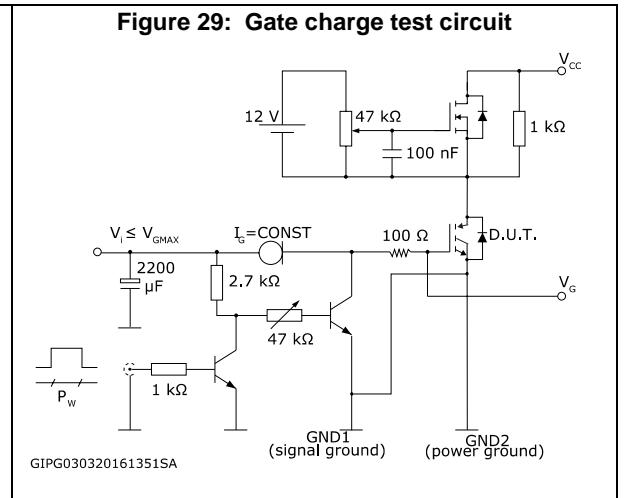 Figure 29: Gate charge test circuit
V_CC
12 V
47 kΩ
1 kΩ
100 nF
V_i ≤ V_GMAX
I_G=CONST
100 Ω
D.U.T.
2200
µF
2.7 kΩ
V_G
47 kΩ
1 kΩ
P_W
GND1
(signal ground)
GND2
(power ground)
GIPG030320161351SA